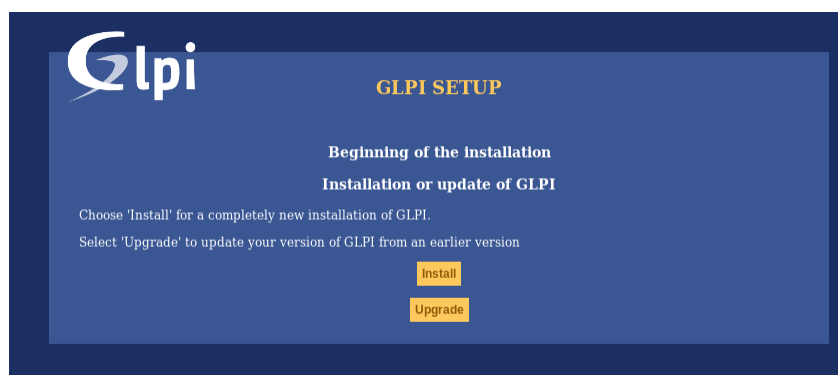 Glpi
GLPI SETUP
Beginning of the installation
Installation or update of GLPI
Choose 'Install' for a completely new installation of GLPI.
Select 'Upgrade' to update your version of GLPI from an earlier version
Install
Upgrade